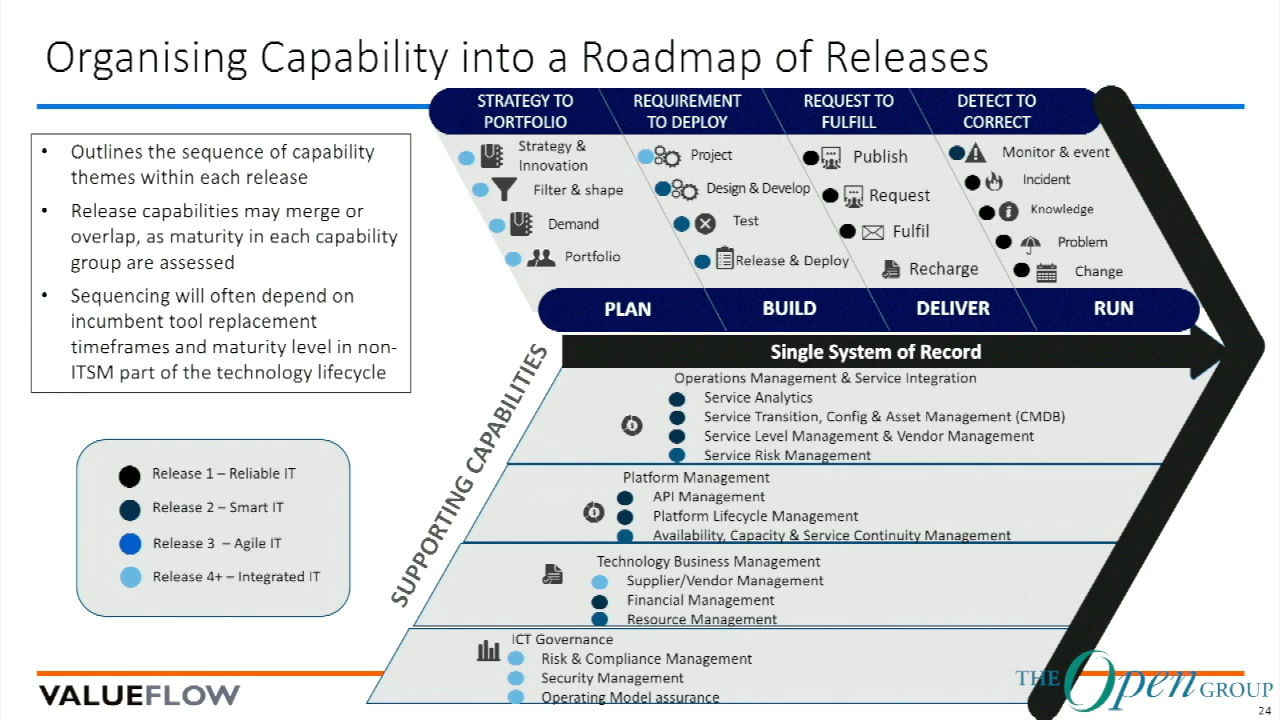 Organising Capability into a Roadmap of Releases
• Outlines the sequence of capability
themes within each release
• Release capabilities may merge or
overlap, as maturity in each capability
group are assessed
• Sequencing will often depend on
incumbent tool replacement
timeframes and maturity level in non-
ITSM part of the technology lifecycle
Release 1 – Reliable IT
Release 2 – Smart IT
Release 3 – Agile IT
Release 4+ – Integrated IT
STRATEGY TO
PORTFOLIO
Strategy &
Innovation
Filter & shape
Demand
Portfolio
REQUIREMENT
TO DEPLOY
Project
Design & Develop
Test
Release & Deploy
REQUEST TO
FULFILL
Publish
Request
Fulfil
Recharge
DETECT TO
CORRECT
Monitor & event
Incident
Knowledge
Problem
Change
PLAN
BUILD
DELIVER
RUN
Single System of Record
SUPPORTING CAPABILITIES
Operations Management & Service Integration
Service Analytics
Service Transition, Config & Asset Management (CMDB)
Service Level Management & Vendor Management
Service Risk Management
Platform Management
API Management
Platform Lifecycle Management
Availability, Capacity & Service Continuity Management
Technology Business Management
Supplier/Vendor Management
Financial Management
Resource Management
ICT Governance
Risk & Compliance Management
Security Management
Operating Model assurance
VALUEFLOW
THE Open GROUP
24